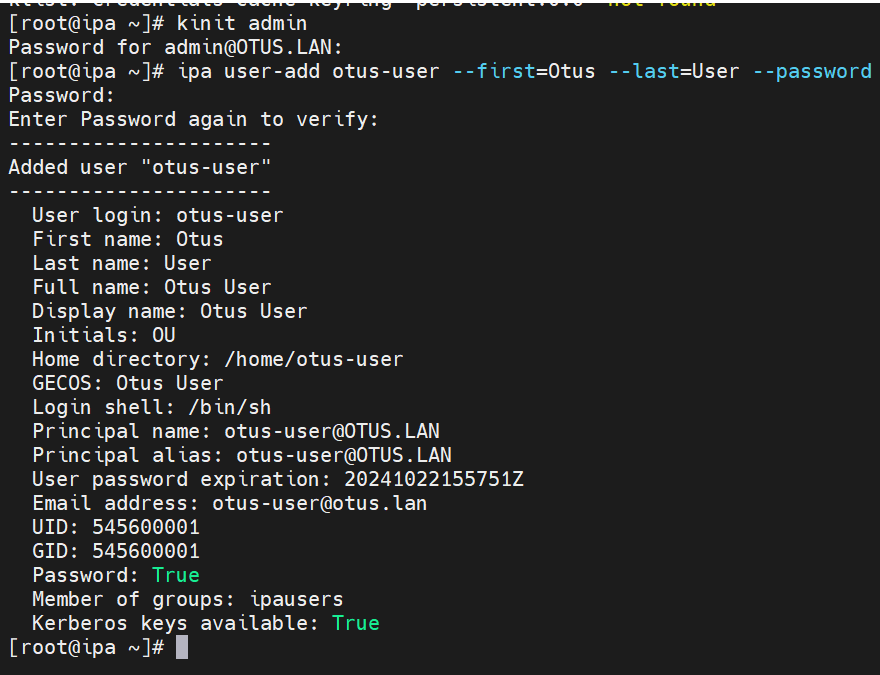 [root@ipa ~]# kinit admin
Password for admin@OTUS.LAN:
[root@ipa ~]# ipa user-add otus-user --first=Otus --last=User --password
Password:
Enter Password again to verify:
----------------------
Added user "otus-user"
----------------------
  User login: otus-user
  First name: Otus
  Last name: User
  Full name: Otus User
  Display name: Otus User
  Initials: OU
  Home directory: /home/otus-user
  GECOS: Otus User
  Login shell: /bin/sh
  Principal name: otus-user@OTUS.LAN
  Principal alias: otus-user@OTUS.LAN
  User password expiration: 20241022155751Z
  Email address: otus-user@otus.lan
  UID: 545600001
  GID: 545600001
  Password: True
  Member of groups: ipausers
  Kerberos keys available: True
[root@ipa ~]#